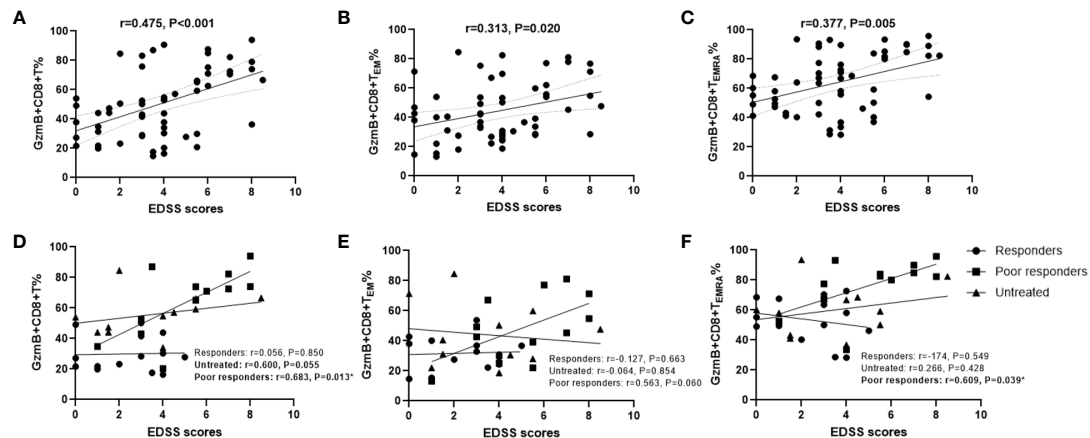 A
r=0.475, P<0.001
GzmB+CD8+T%
100
80
60
40
20
0
0 2 4 6 8 10
EDSS scores
B
r=0.313, P=0.020
GzmB+CD8+TEM%
100
80
60
40
20
0
0 2 4 6 8 10
EDSS scores
C
r=0.377, P=0.005
GzmB+CD8+TEMRA%
100
80
60
40
20
0
0 2 4 6 8 10
EDSS scores
D
GzmB+CD8+T%
100
80
60
40
20
0
0 2 4 6 8 10
EDSS scores
Responders: r=0.056, P=0.850
Untreated: r=0.600, P=0.055
Poor responders: r=0.683, P=0.013*
E
GzmB+CD8+TEM%
100
80
60
40
20
0
0 2 4 6 8 10
EDSS scores
Responders: r=-0.127, P=0.663
Untreated: r=-0.064, P=0.854
Poor responders: r=0.563, P=0.060
F
GzmB+CD8+TEMRA%
100
80
60
40
20
0
0 2 4 6 8 10
EDSS scores
Responders: r=-174, P=0.549
Untreated: r=0.266, P=0.428
Poor responders: r=0.609, P=0.039*
Responders
Poor responders
Untreated